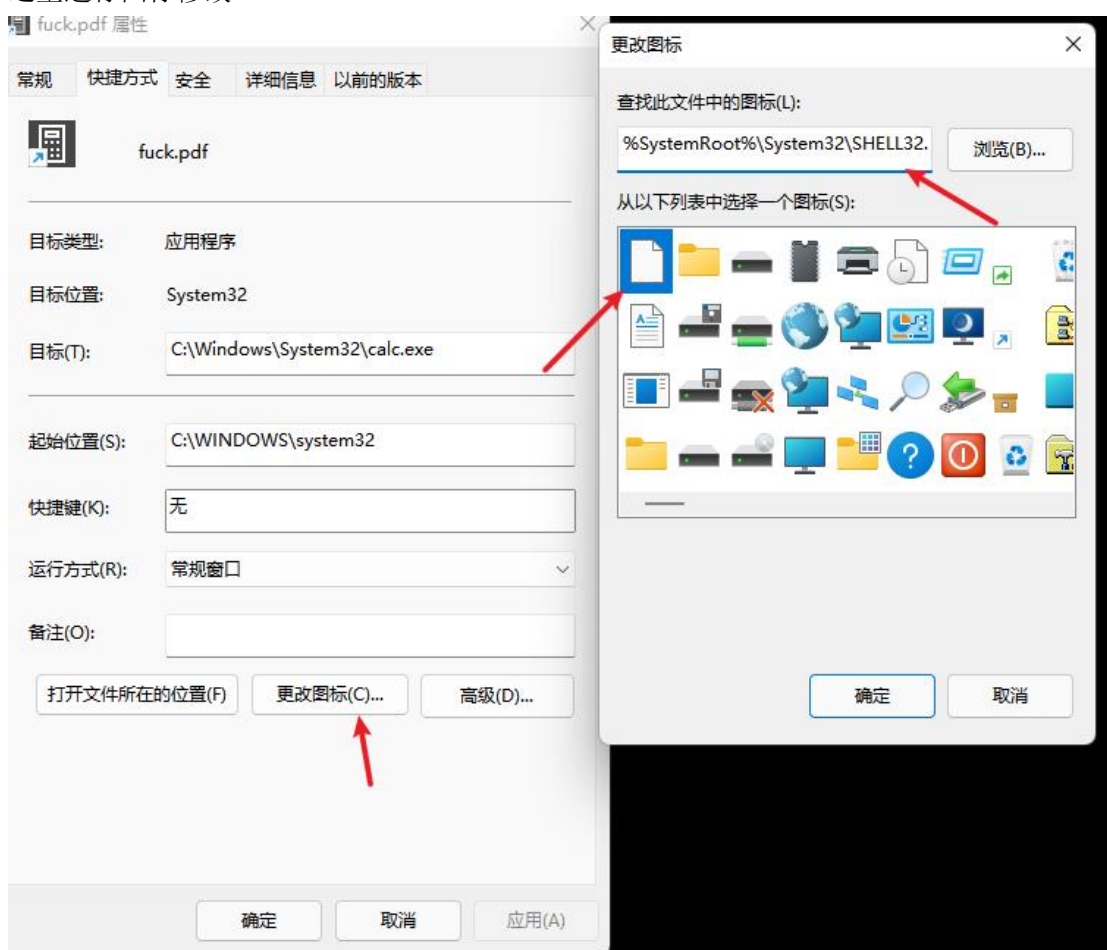 fuck.pdf 属性
常规 快捷方式 安全 详细信息 以前的版本
fuck.pdf
目标类型: 应用程序
目标位置: System32
目标(T): C:\Windows\System32\calc.exe
起始位置(S): C:\WINDOWS\system32
快捷键(K): 无
运行方式(R): 常规窗口
备注(O):
打开文件所在的位置(F) 更改图标(C)... 高级(D)...
确定 取消 应用(A)
更改图标
查找此文件中的图标(L):
%SystemRoot%\System32\SHELL32. 浏览(B)...
从以下列表中选择一个图标(S):
确定 取消